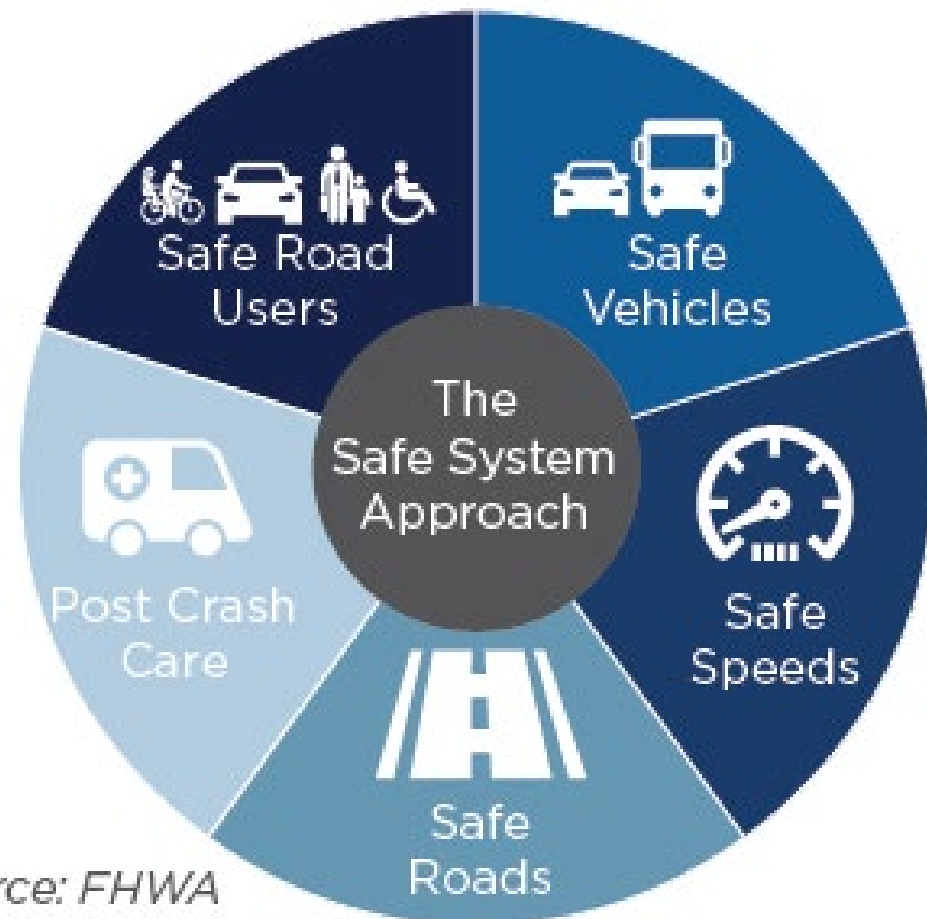 Safe Road
Users
Safe
Vehicles
The
Safe System
Approach
Safe
Speeds
Post Crash
Care
Safe
Roads
rce: FHWA